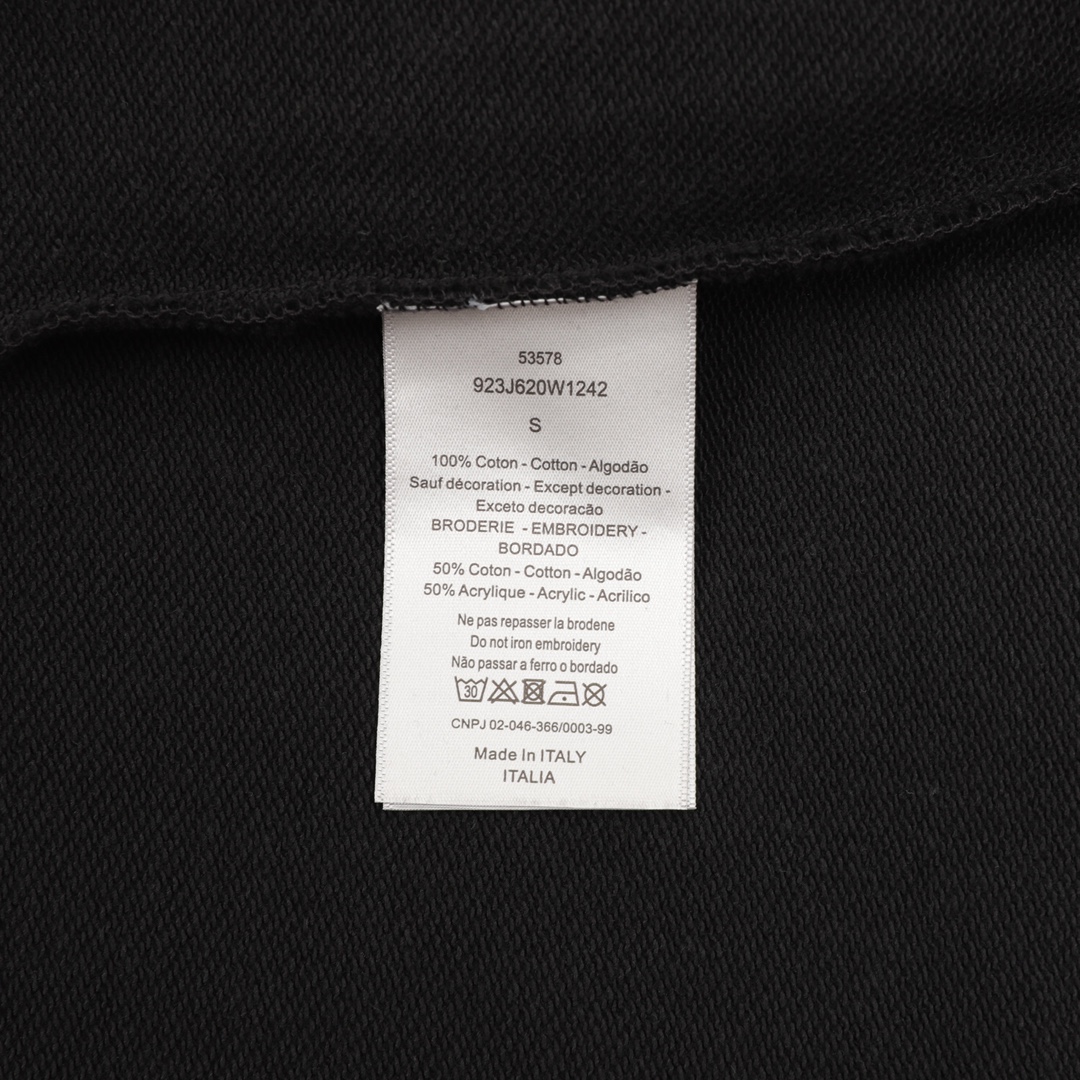 53578
923J620W1242
S
100% Coton - Cotton - Algodão
Sauf décoration - Except decoration -
Exceto decoracão
BRODERIE - EMBROIDERY -
BORDADO
50% Coton - Cotton - Algodão
50% Acrylique - Acrylic - Acrilico
Ne pas repasser la brodene
Do not iron embroidery
Não passar a ferro o bordado
30
CNPJ 02-046-366/0003-99
Made In ITALY
ITALIA